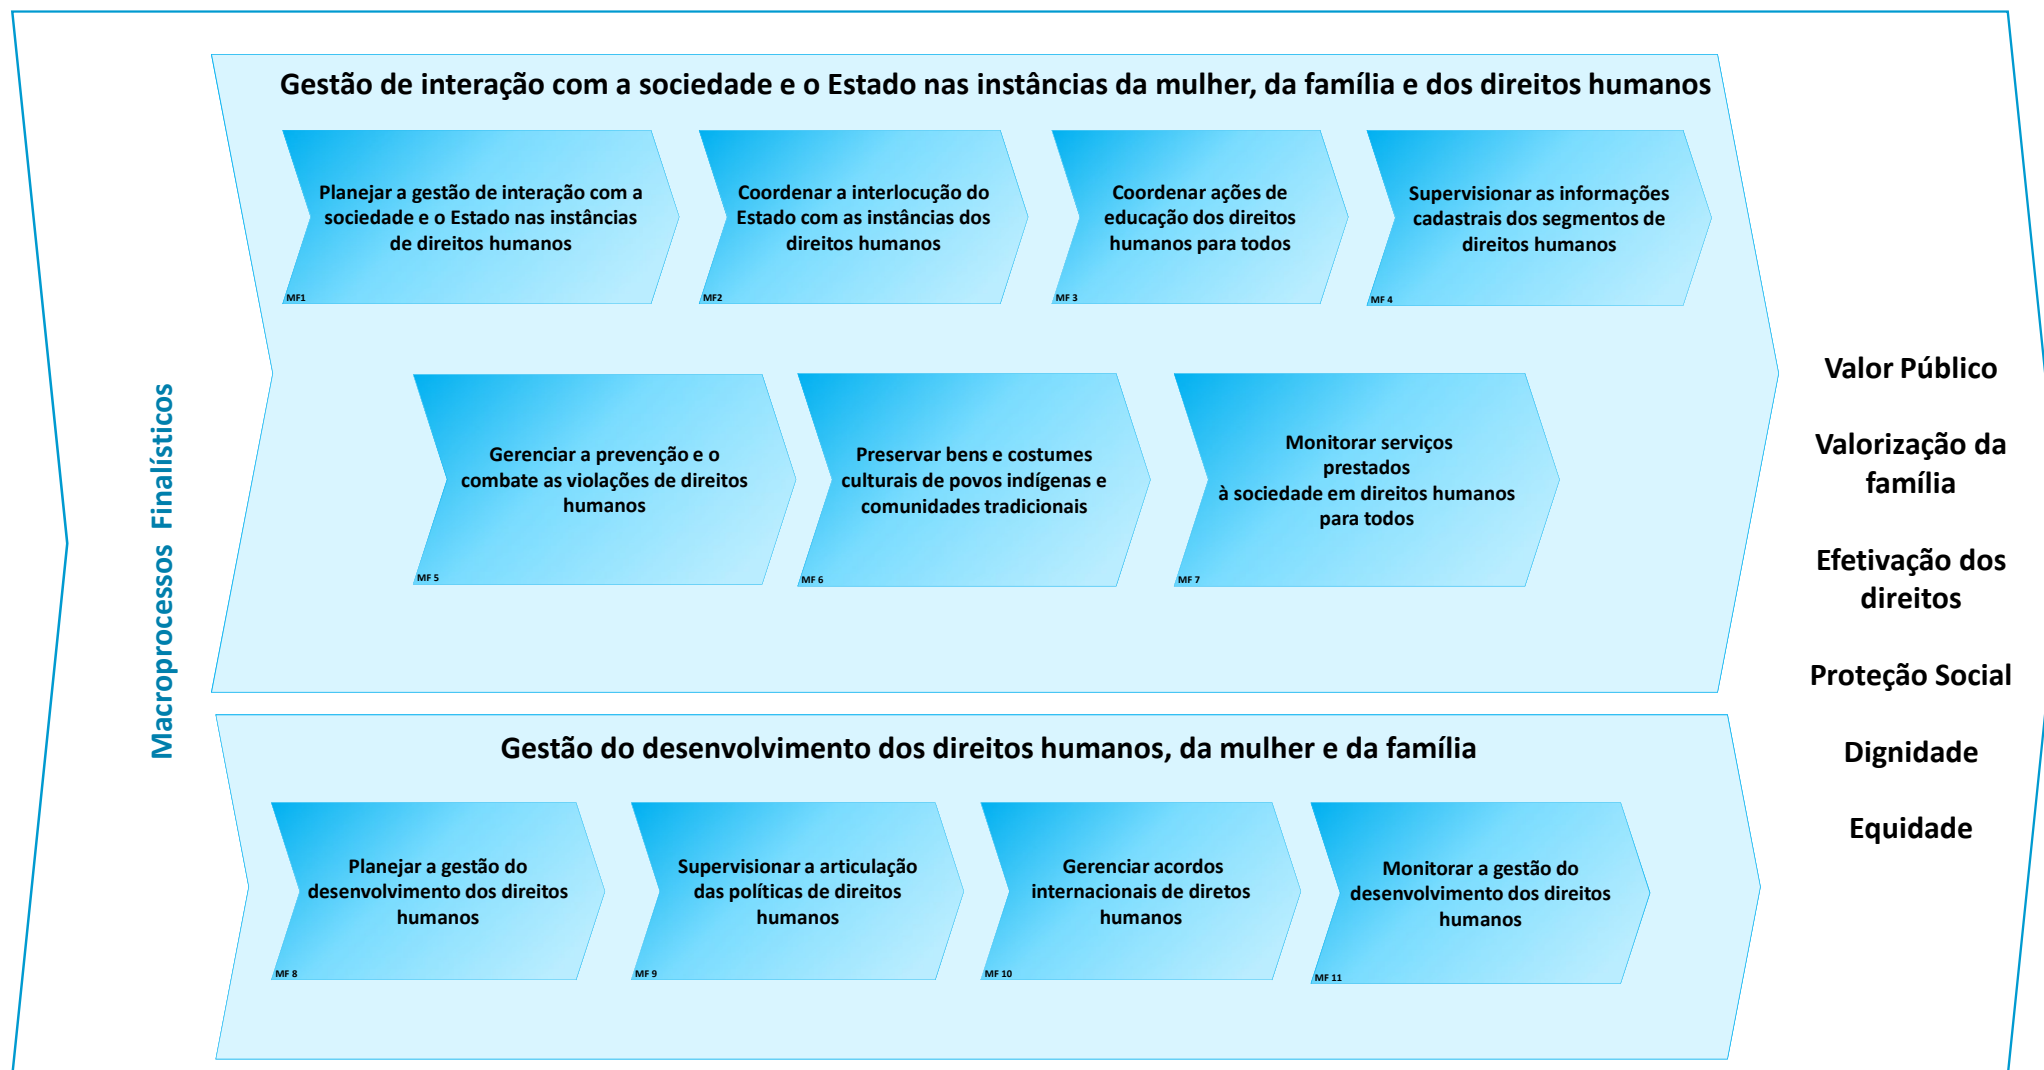 Gestão de interação com a sociedade e o Estado nas instâncias da mulher, da família e dos direitos humanos
Planejar a gestão de interação com a
sociedade e o Estado nas instâncias
de direitos humanos
MF1
Coordenar a interlocução do
Estado com as instâncias dos
direitos humanos
MF2
Coordenar ações de
educação dos direitos
humanos para todos
MF 3
Supervisionar as informações
cadastrais dos segmentos de
direitos humanos
MF 4
Gerenciar a prevenção e o
combate as violações de direitos
humanos
MF 5
Preservar bens e costumes
culturais de povos indígenas e
comunidades tradicionais
MF 6
Monitorar serviços
prestados
à sociedade em direitos humanos
para todos
MF 7
Macroprocessos Finalísticos
Gestão do desenvolvimento dos direitos humanos, da mulher e da família
Planejar a gestão do
desenvolvimento dos direitos
humanos
MF 8
Supervisionar a articulação
das políticas de direitos
humanos
MF 9
Gerenciar acordos
internacionais de diretos
humanos
MF 10
Monitorar a gestão do
desenvolvimento dos direitos
humanos
MF 11
Valor Público
Valorização da
família
Efetivação dos
direitos
Proteção Social
Dignidade
Equidade